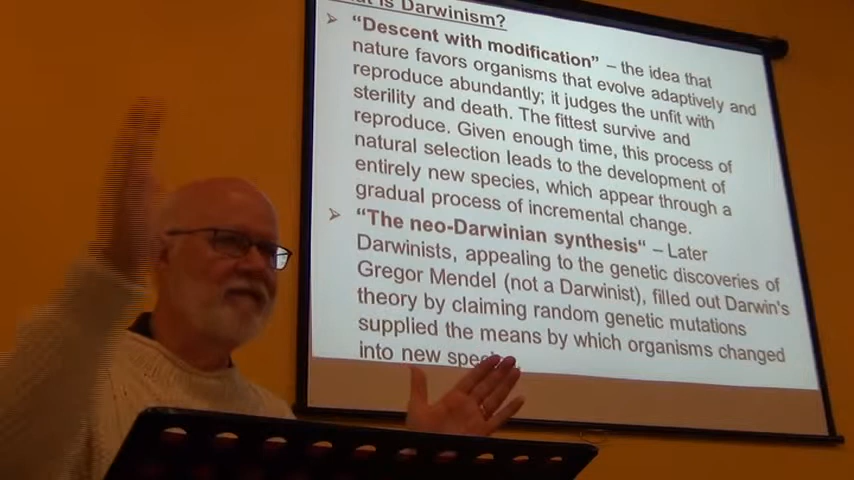 is Darwinism?
➢ “Descent with modification” – the idea that
nature favors organisms that evolve adaptively and
reproduce abundantly; it judges the unfit with
sterility and death. The fittest survive and
reproduce. Given enough time, this process of
natural selection leads to the development of
entirely new species, which appear through a
gradual process of incremental change.
➢ “The neo-Darwinian synthesis“ – Later
Darwinists, appealing to the genetic discoveries of
Gregor Mendel (not a Darwinist), filled out Darwin's
theory by claiming random genetic mutations
supplied the means by which organisms changed
into new